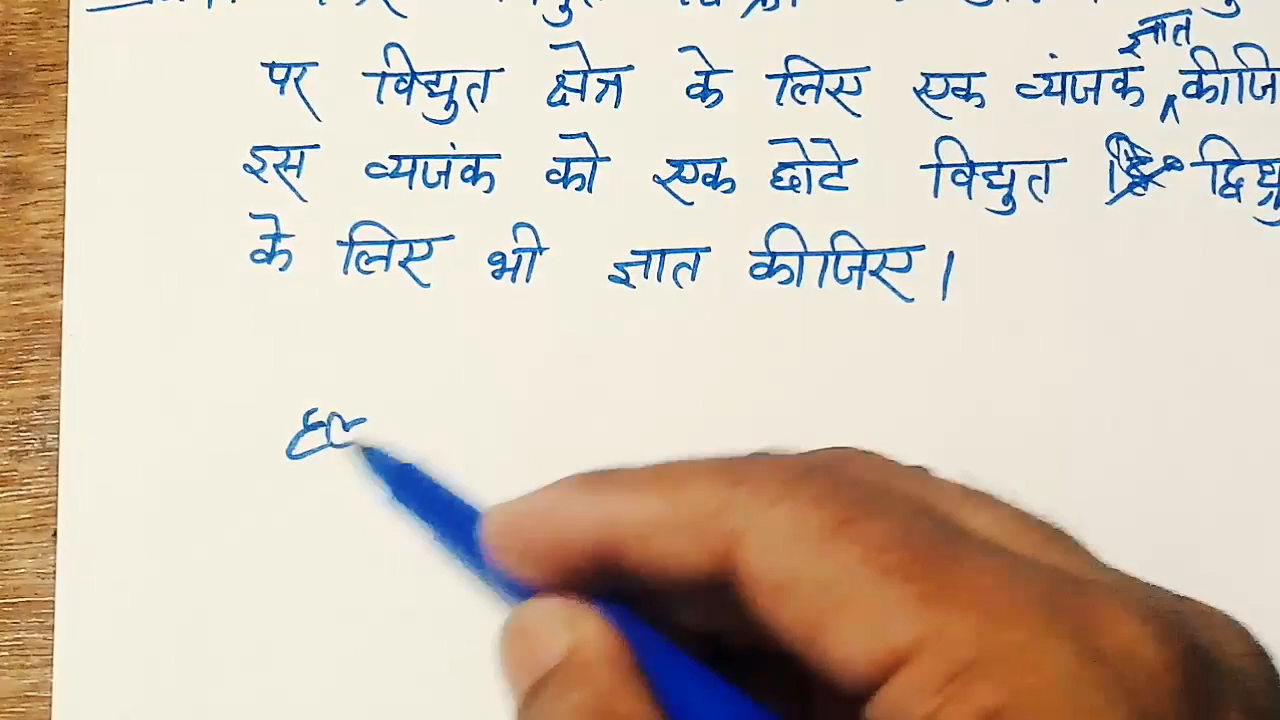 पर विद्युत क्षेत्र के लिए एक व्यंजक ज्ञात
इस व्यजंक को एक छोटे विद्युत
के लिए भी ज्ञात कीजिए।